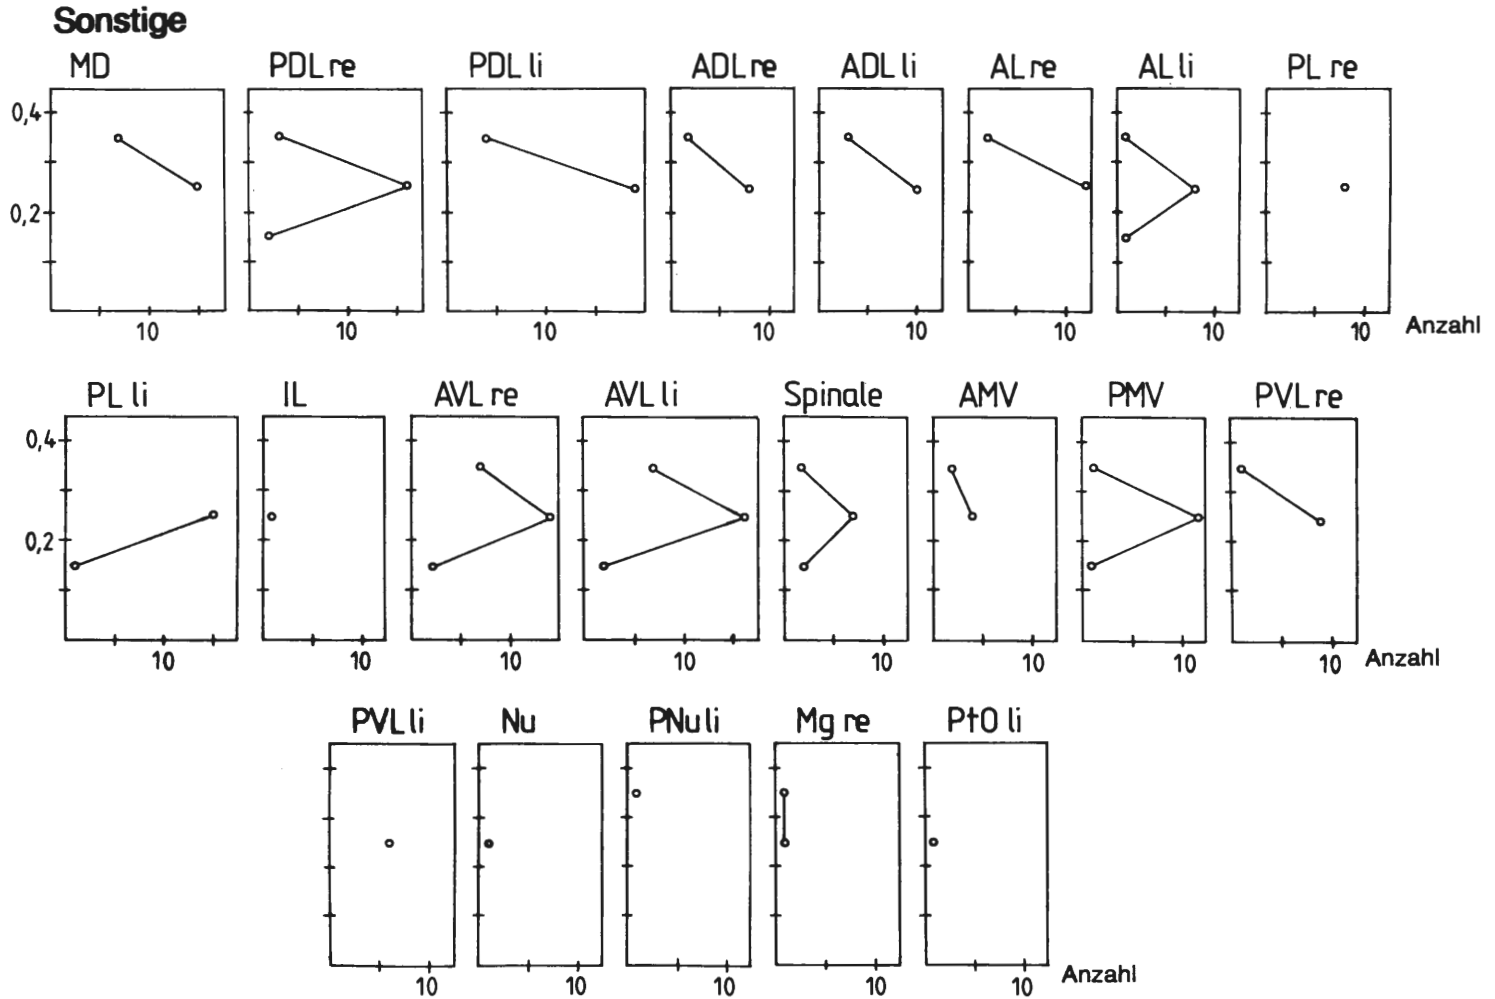 Sonstige
MD PDL re PDL li ADL re ADL li AL re AL li PL re
0,4
0,2
10 10 10 10 10 10 10 10 Anzahl
PL li IL AVL re AVL li Spinale AMV PMV PVL re
0,4
0,2
10 10 10 10 10 10 10 10 Anzahl
PVL li Nu PNu li Mg re PtO li
10 10 10 10 10 Anzahl